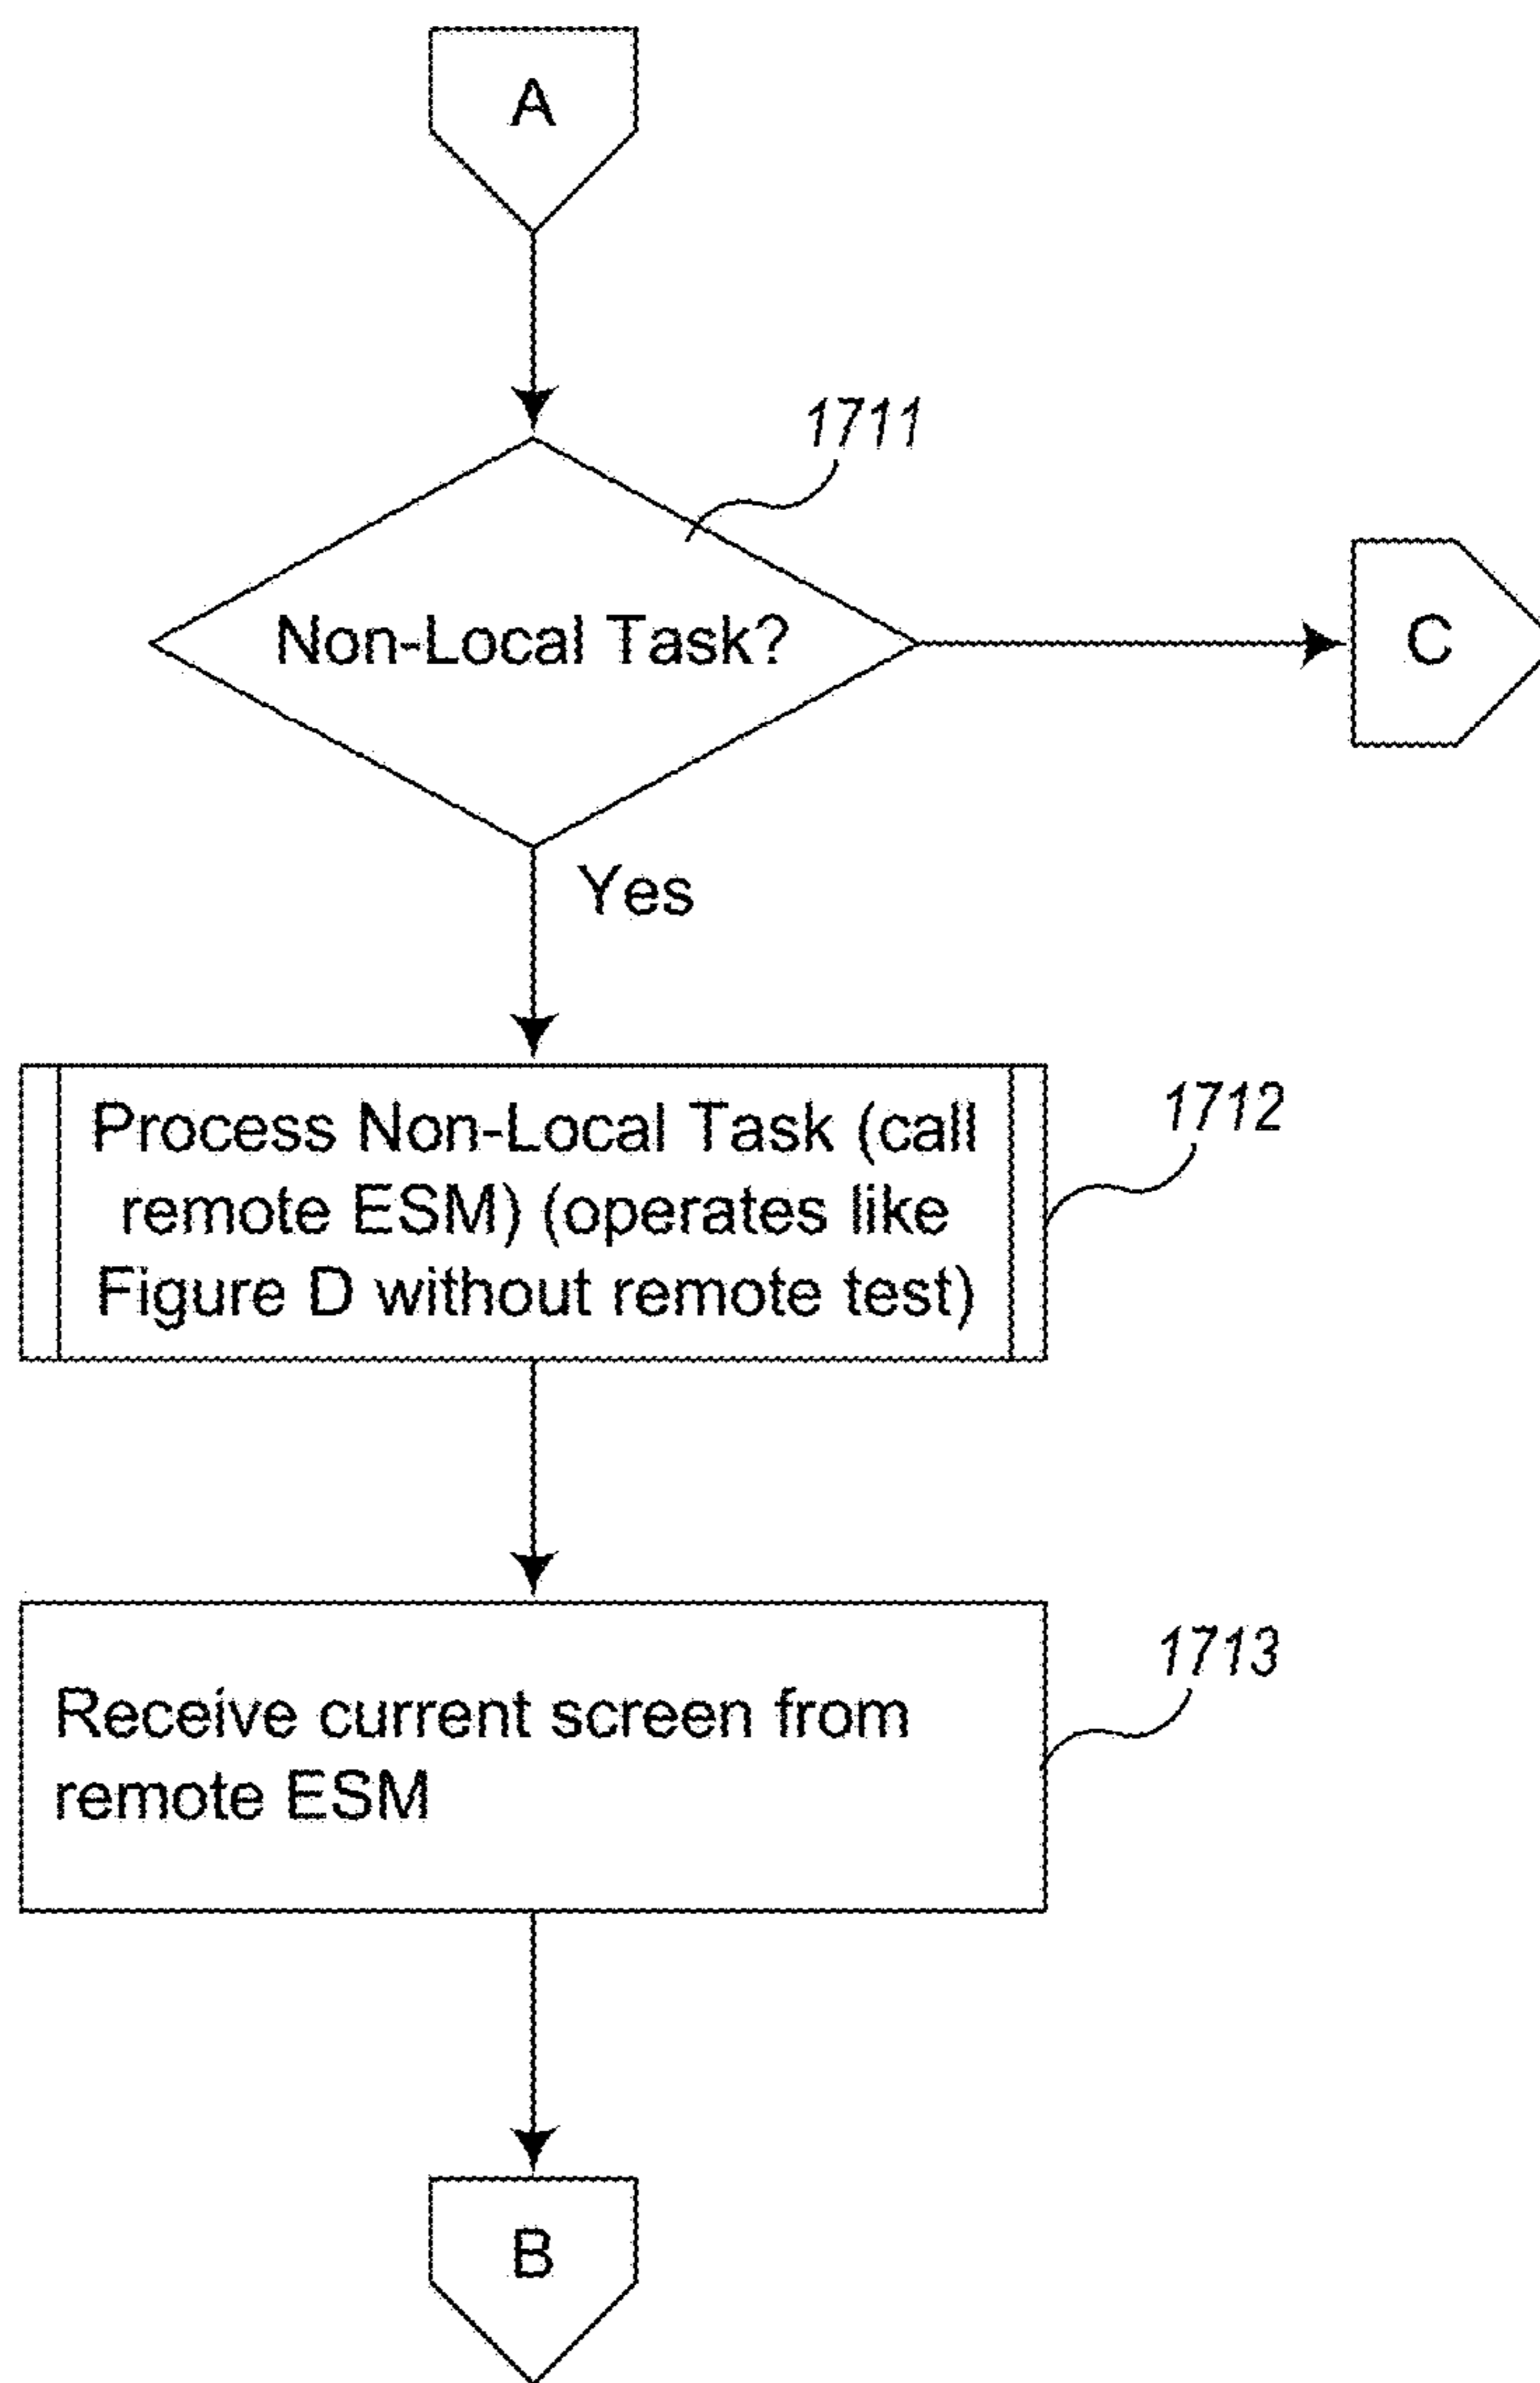 A
1711
Non-Local Task?
C
Yes
Process Non-Local Task (call
remote ESM) (operates like
Figure D without remote test)
1712
Receive current screen from
remote ESM
1713
B